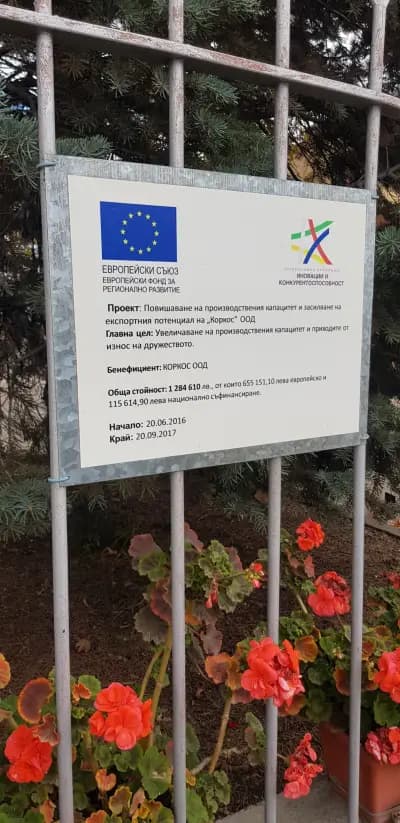 ЕВРОПЕЙСКИ СЪЮЗ
ЕВРОПЕЙСКИ ФОНД ЗА
РЕГИОНАЛНО РАЗВИТИЕ
ИНОВАЦИИ И
КОНКУРЕНТОСПОСОБНОСТ
Проект: Повишаване на производствения капацитет и засилване на
експортния потенциал на „Коркос" ООД
Главна цел: Увеличаване на производствения капацитет и приводите от
износ на дружеството.
Бенефициент: КОРКОС ООД
Обща стойност: 1 284 610 лв., от които 655 151,10 лева европейско и
115 614,90 лева национално съфинансиране.
Начало: 20.06.2016
Край: 20.09.2017